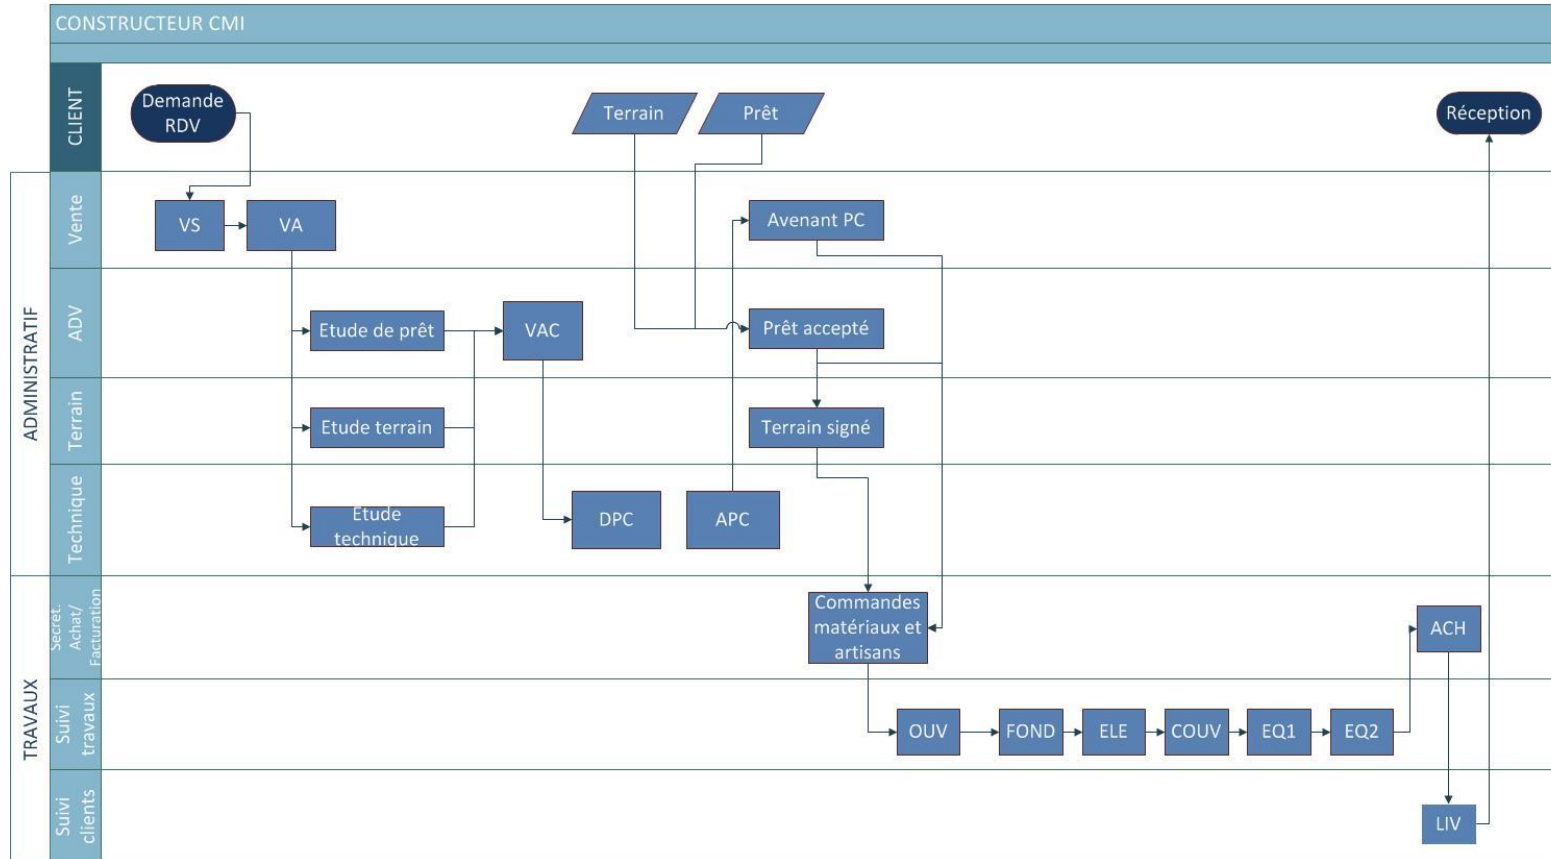 CONSTRUCTEUR CMI
CLIENT
Demande
RDV
Terrain
Prêt
Réception
ADMINISTRATIF
Vente
VS
VA
Avenant PC
ADV
Etude de prêt
VAC
Prêt accepté
Terrain
Etude terrain
Terrain signé
Technique
Etude
technique
DPC
APC
TRAVAUX
Secret.
Achat/
Facturation
Commandes
matériaux et
artisans
ACH
Suivi
travaux
OUV
FOND
ELE
COUV
EQ1
EQ2
Suivi
clients
LIV